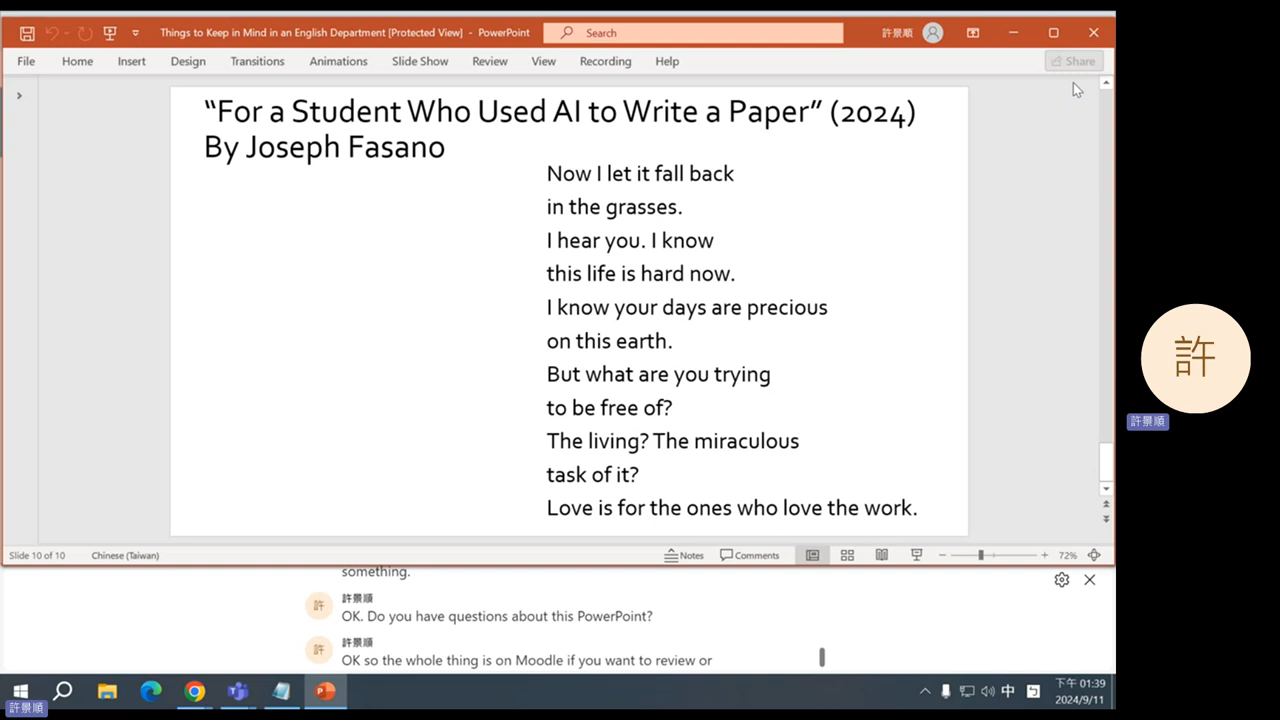 Things to Keep in Mind in an English Department [Protected View] - PowerPoint
Search
許景順
File Home Insert Design Transitions Animations Slide Show Review View Recording Help
Share
“For a Student Who Used AI to Write a Paper” (2024)
By Joseph Fasano
Now I let it fall back
in the grasses.
I hear you. I know
this life is hard now.
I know your days are precious
on this earth.
But what are you trying
to be free of?
The living? The miraculous
task of it?
Love is for the ones who love the work.
許
許景順
Slide 10 of 10
Chinese (Taiwan)
Notes
Comments
72%
something.
許
許景順
OK. Do you have questions about this PowerPoint?
許
許景順
OK so the whole thing is on Moodle if you want to review or
中
下午 01:39
2024/9/11
許景順